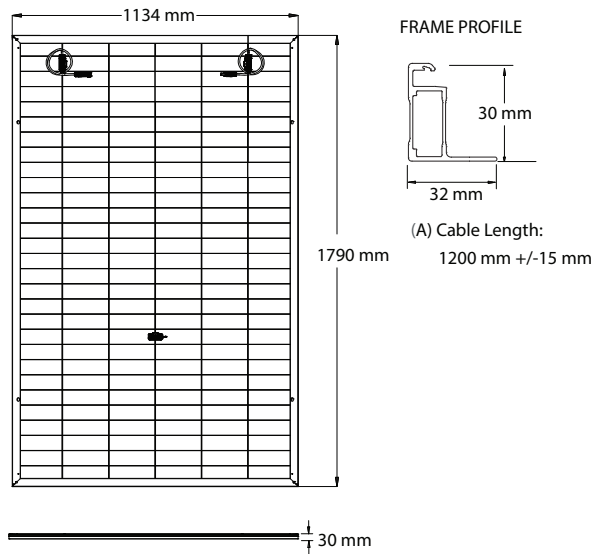 1134 mm
FRAME PROFILE
30 mm
32 mm
(A) Cable Length:
1200 mm +/-15 mm
1790 mm
30 mm